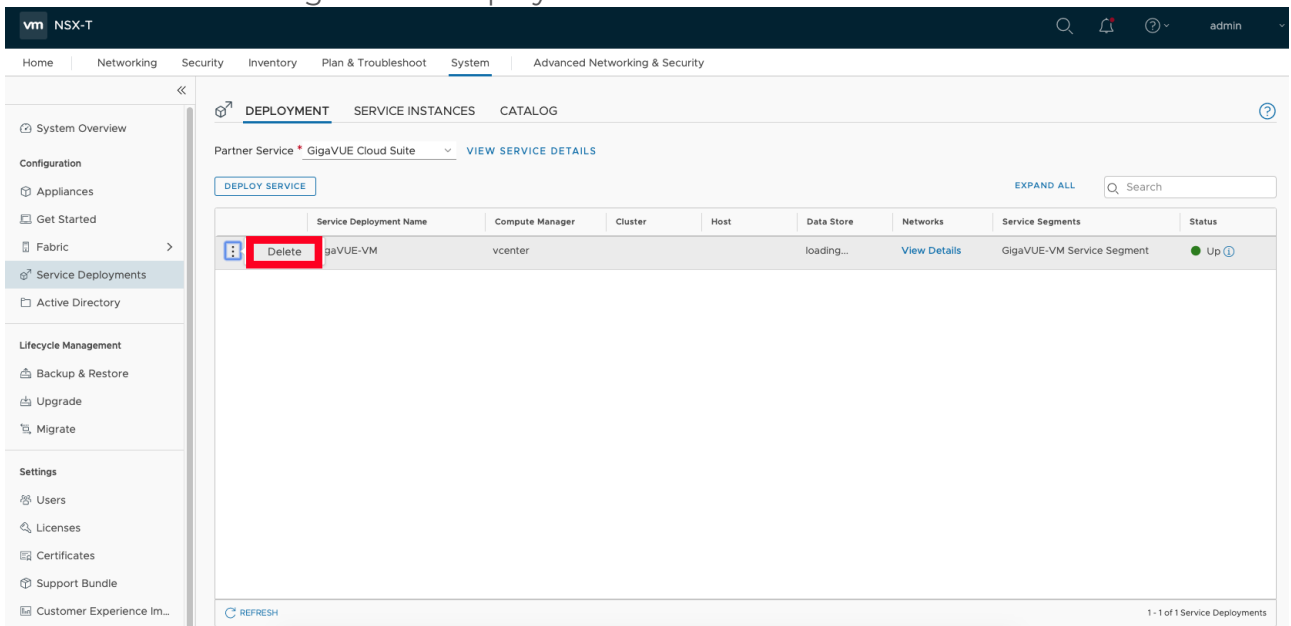 vm NSX-T admin
Home Networking Security Inventory Plan & Troubleshoot System Advanced Networking & Security
DEPLOYMENT SERVICE INSTANCES CATALOG
System Overview
Partner Service * GigaVUE Cloud Suite VIEW SERVICE DETAILS
Configuration
Appliances
DEPLOY SERVICE EXPAND ALL Search
Get Started
Service Deployment Name Compute Manager Cluster Host Data Store Networks Service Segments Status
Fabric
Delete gaVUE-VM vcenter loading... View Details GigaVUE-VM Service Segment Up
Service Deployments
Active Directory
Lifecycle Management
Backup & Restore
Upgrade
Migrate
Settings
Users
Licenses
Certificates
Support Bundle
Customer Experience Im...
REFRESH 1 - 1 of 1 Service Deployments